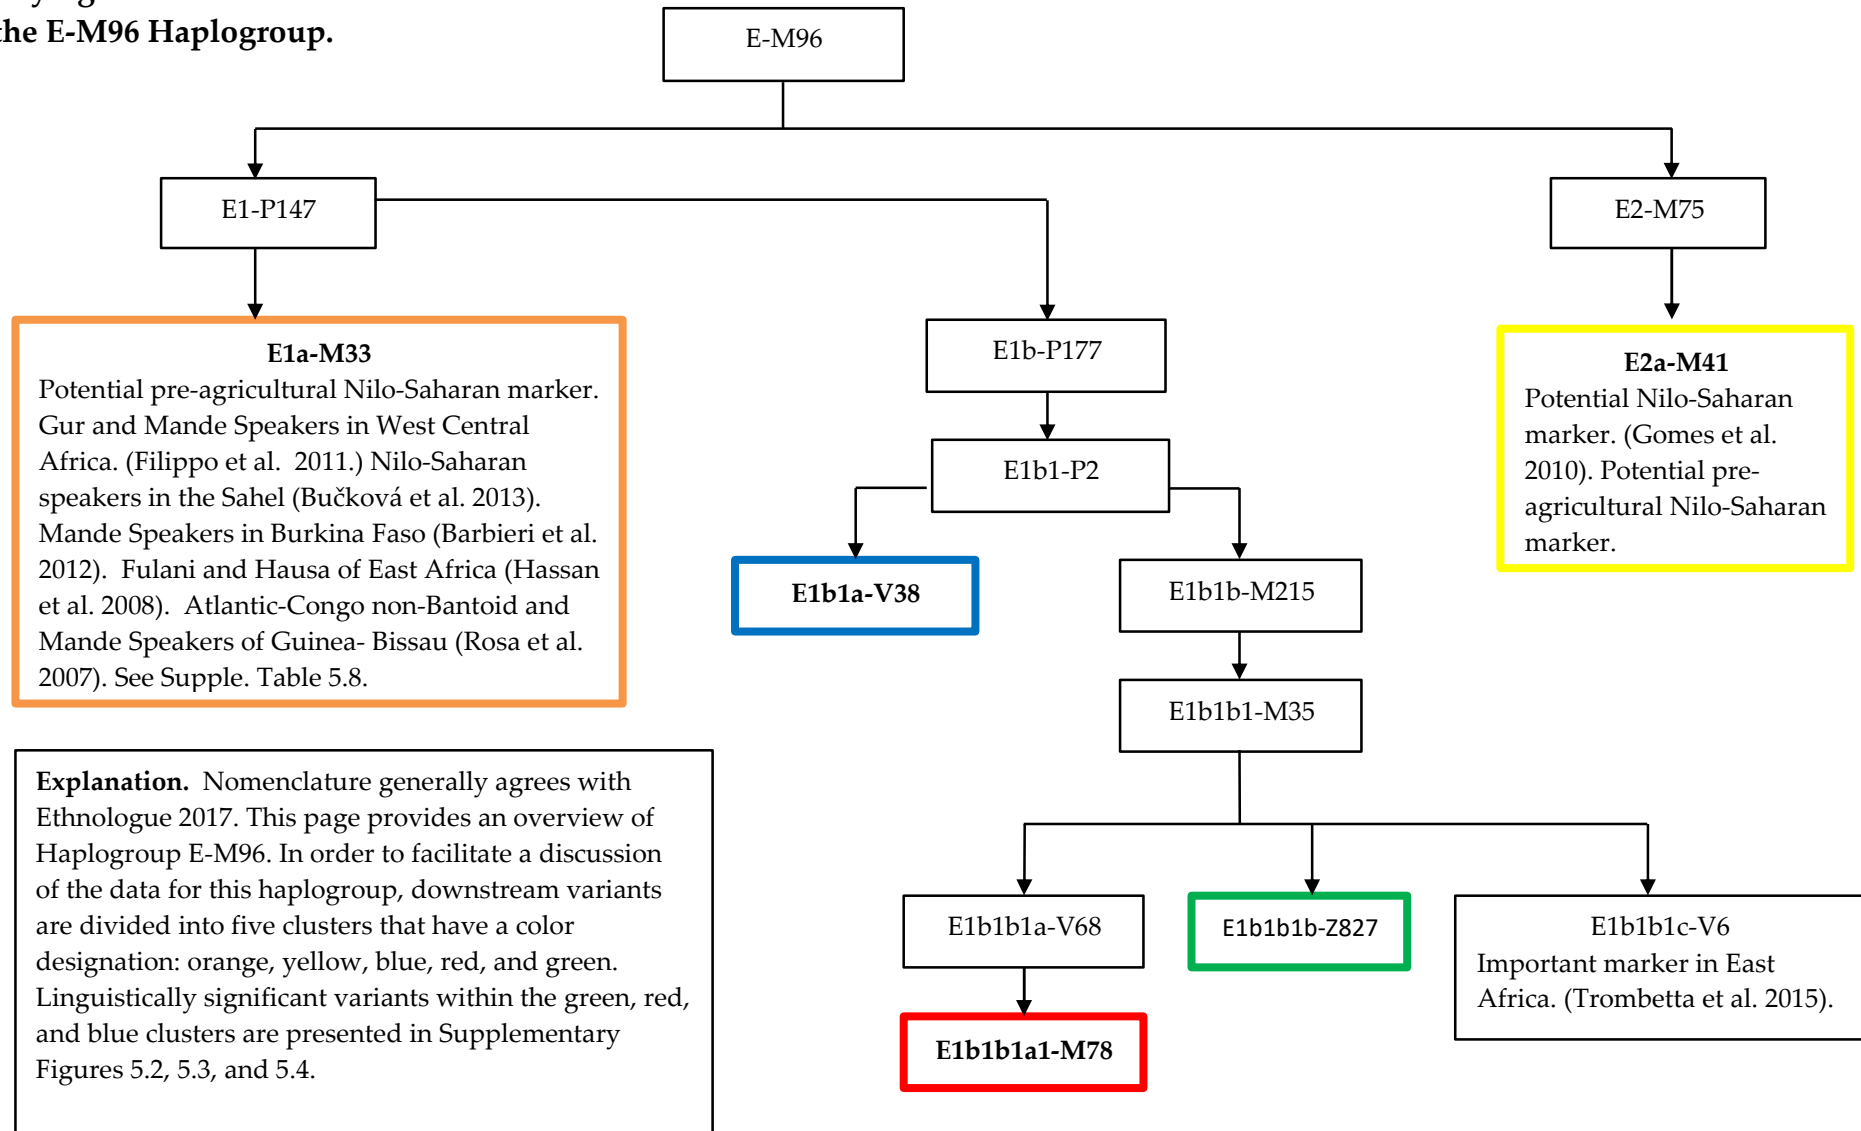 the E-M96 Haplogroup.
E-M96
E1-P147
E2-M75
E1a-M33
Potential pre-agricultural Nilo-Saharan marker.
Gur and Mande Speakers in West Central
Africa. (Filippo et al.  2011.) Nilo-Saharan
speakers in the Sahel (Bučková et al. 2013).
Mande Speakers in Burkina Faso (Barbieri et al.
2012).  Fulani and Hausa of East Africa (Hassan
et al. 2008).  Atlantic-Congo non-Bantoid and
Mande Speakers of Guinea- Bissau (Rosa et al.
2007). See Supple. Table 5.8.
E1b-P177
E2a-M41
Potential Nilo-Saharan
marker. (Gomes et al.
2010). Potential pre-
agricultural Nilo-Saharan
marker.
E1b1-P2
E1b1a-V38
E1b1b-M215
E1b1b1-M35
Explanation.  Nomenclature generally agrees with
Ethnologue 2017. This page provides an overview of
Haplogroup E-M96. In order to facilitate a discussion
of the data for this haplogroup, downstream variants
are divided into five clusters that have a color
designation: orange, yellow, blue, red, and green.
Linguistically significant variants within the green, red,
and blue clusters are presented in Supplementary
Figures 5.2, 5.3, and 5.4.
E1b1b1a-V68
E1b1b1b-Z827
E1b1b1c-V6
Important marker in East
Africa. (Trombetta et al. 2015).
E1b1b1a1-M78